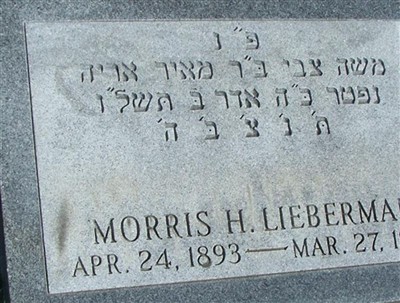 פ״נ
משה צבי ב״ר מאיר אריה
נפטר כ״ה אדר ב תשל״ו
ת׳ נ׳ צ׳ ב׳ ה׳
MORRIS H. LIEBERMA
APR. 24, 1893 — MAR. 27, 1